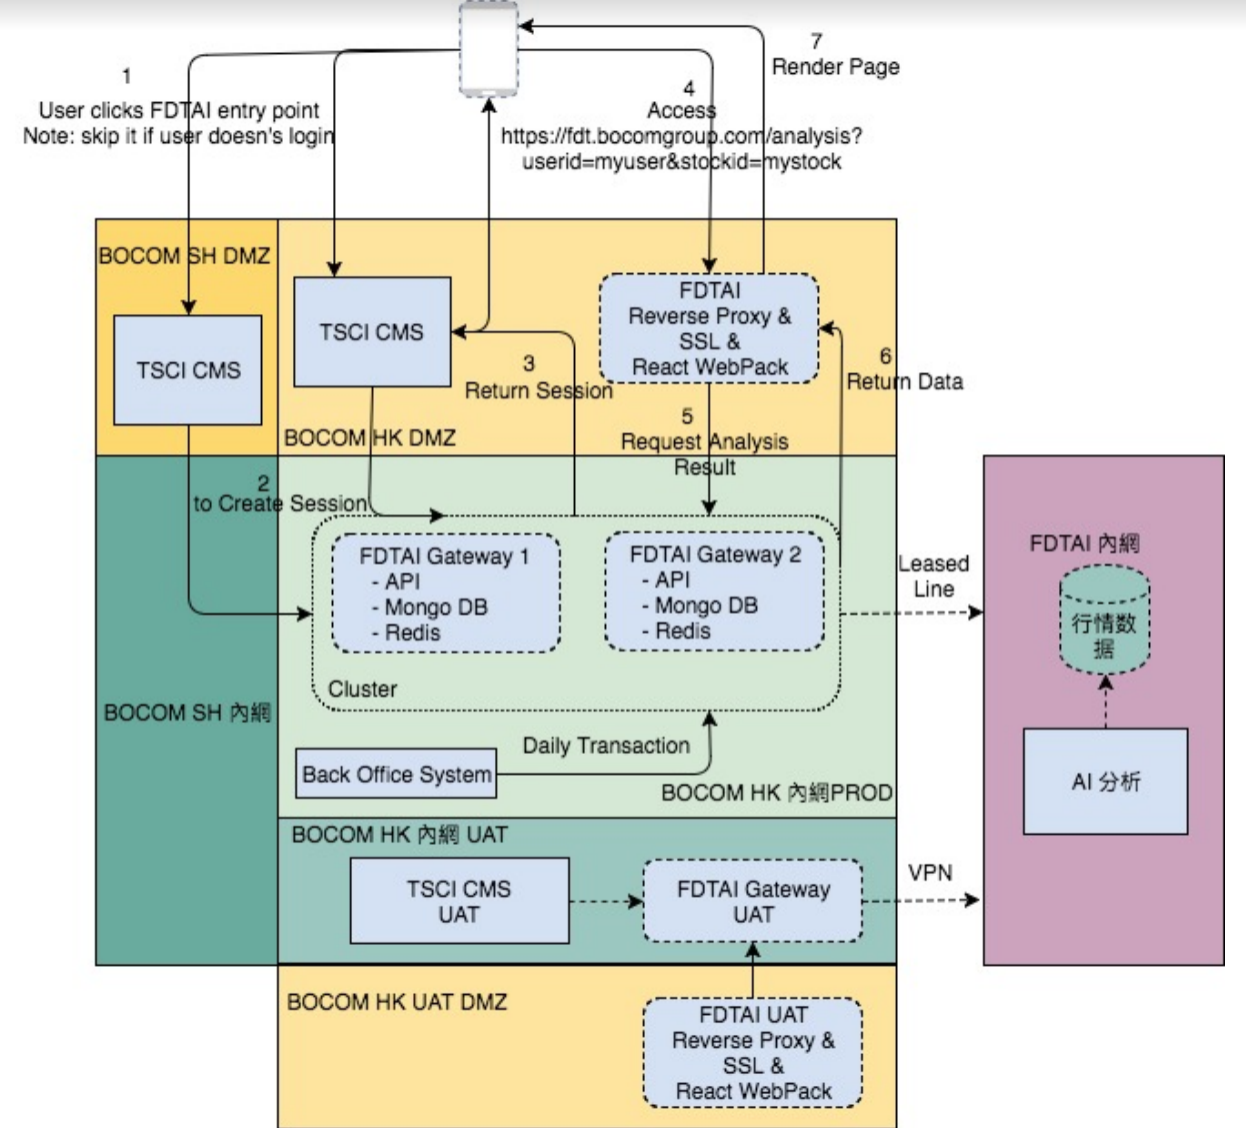 1
User clicks FDTAI entry point
Note: skip it if user doesn's login
4
Access
https://fdt.bocomgroup.com/analysis?
userid=myuser&stockid=mystock
7
Render Page
BOCOM SH DMZ
TSCI CMS
TSCI CMS
BOCOM HK DMZ
3
Return Session
FDTAI
Reverse Proxy &
SSL &
React WebPack
6
Return Data
5
Request Analysis
Result
2
to Create Session
FDTAI Gateway 1
- API
- Mongo DB
- Redis
FDTAI Gateway 2
- API
- Mongo DB
- Redis
Cluster
Leased
Line
FDTAI 內網
行情数
据
AI 分析
BOCOM SH 內網
Daily Transaction
Back Office System
BOCOM HK 內網PROD
BOCOM HK 內網 UAT
TSCI CMS
UAT
FDTAI Gateway
UAT
VPN
BOCOM HK UAT DMZ
FDTAI UAT
Reverse Proxy &
SSL &
React WebPack